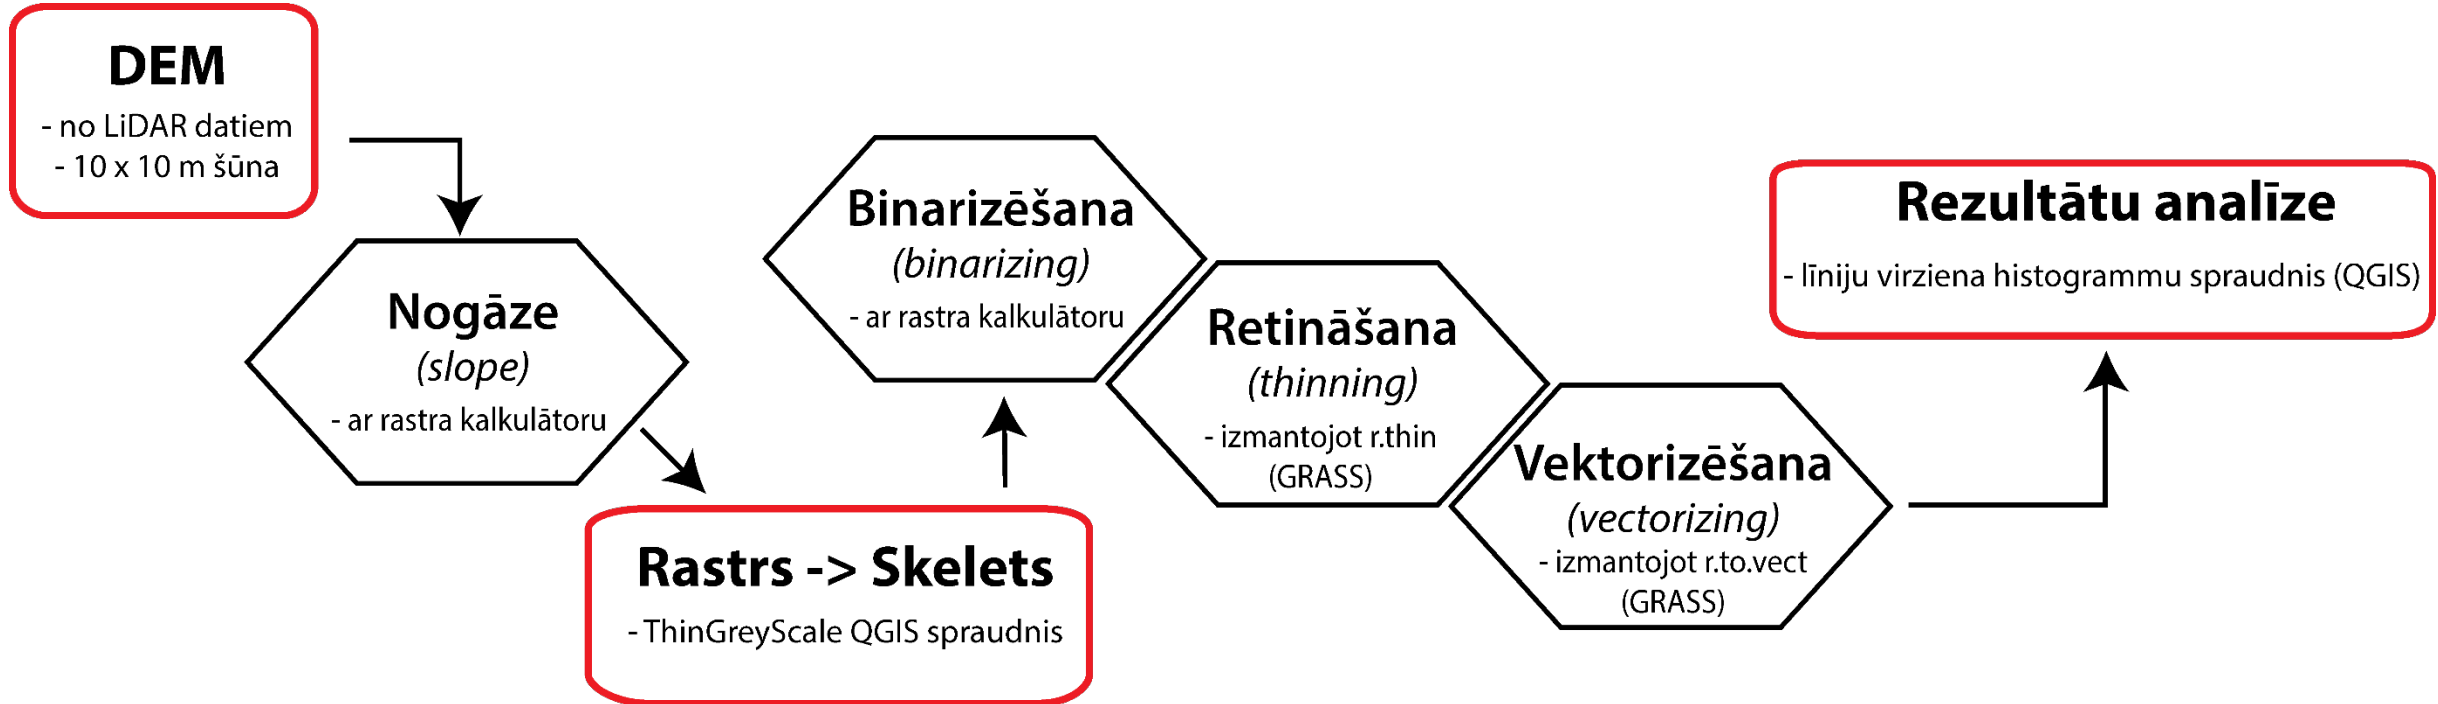 DEM
- no LiDAR datiem
- 10 x 10 m šūna
Nogāze
(slope)
- ar rastra kalkulātoru
Rastrs -> Skelets
- ThinGreyScale QGIS spraudnis
Binarizēšana
(binarizing)
- ar rastra kalkulātoru
Retināšana
(thinning)
- izmantojot r.thin
(GRASS)
Vektorizēšana
(vectorizing)
- izmantojot r.to.vect
(GRASS)
Rezultātu analīze
- līniju virziena histogrammu spraudnis (QGIS)